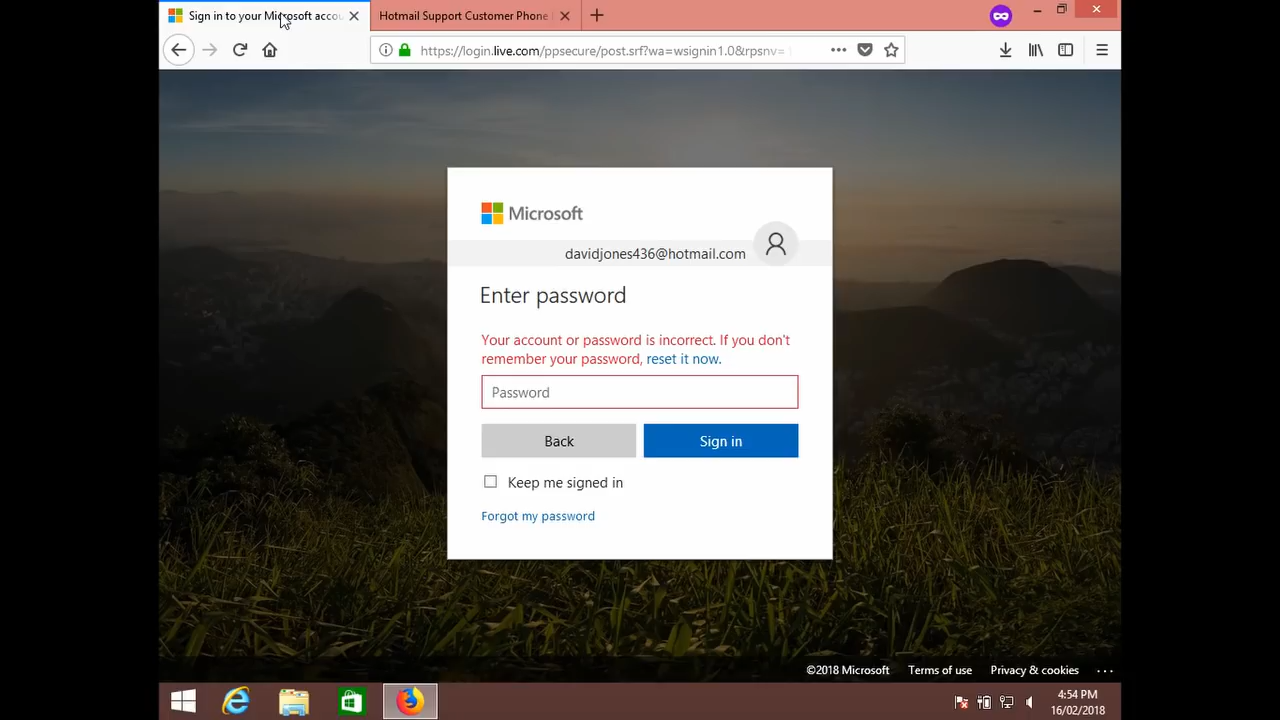 Sign in to your Microsoft accou
Hotmail Support Customer Phone
https://login.live.com/ppsecure/post.srf?wa=wsignin1.0&rpsnv=
Microsoft
davidjones436@hotmail.com
Enter password
Your account or password is incorrect. If you don't
remember your password, reset it now.
Password
Back
Sign in
Keep me signed in
Forgot my password
©2018 Microsoft
Terms of use
Privacy & cookies
4:54 PM
16/02/2018